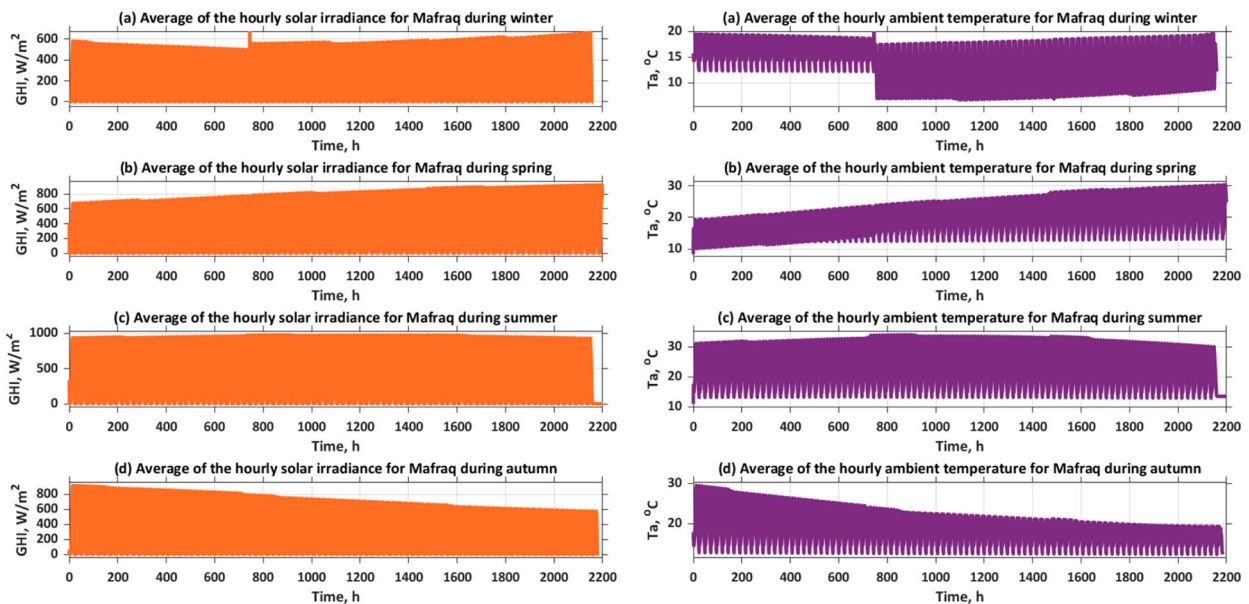 (a) Average of the hourly solar irradiance for Mafraq during winter
GHI, W/m²
600
400
200
0
0 200 400 600 800 1000 1200 1400 1600 1800 2000 2200
Time, h
(b) Average of the hourly solar irradiance for Mafraq during spring
GHI, W/m²
800
600
400
200
0
0 200 400 600 800 1000 1200 1400 1600 1800 2000 2200
Time, h
(c) Average of the hourly solar irradiance for Mafraq during summer
GHI, W/m²
1000
500
0
0 200 400 600 800 1000 1200 1400 1600 1800 2000 2200
Time, h
(d) Average of the hourly solar irradiance for Mafraq during autumn
GHI, W/m²
800
600
400
200
0
0 200 400 600 800 1000 1200 1400 1600 1800 2000 2200
Time, h
(a) Average of the hourly ambient temperature for Mafraq during winter
Ta, °C
20
15
10
0 200 400 600 800 1000 1200 1400 1600 1800 2000 2200
Time, h
(b) Average of the hourly ambient temperature for Mafraq during spring
Ta, °C
30
20
10
0 200 400 600 800 1000 1200 1400 1600 1800 2000 2200
Time, h
(c) Average of the hourly ambient temperature for Mafraq during summer
Ta, °C
30
20
10
0 200 400 600 800 1000 1200 1400 1600 1800 2000 2200
Time, h
(d) Average of the hourly ambient temperature for Mafraq during autumn
Ta, °C
30
20
0 200 400 600 800 1000 1200 1400 1600 1800 2000 2200
Time, h